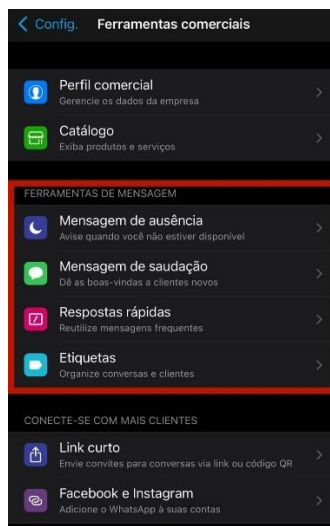 Config. Ferramentas comerciais
Perfil comercial
Gerencie os dados da empresa
Catálogo
Exiba produtos e serviços
FERRAMENTAS DE MENSAGEM
Mensagem de ausência
Avise quando você não estiver disponível
Mensagem de saudação
Dê as boas-vindas a clientes novos
Respostas rápidas
Reutilize mensagens frequentes
Etiquetas
Organize conversas e clientes
CONECTE-SE COM MAIS CLIENTES
Link curto
Envie convites para conversas via link ou código QR
Facebook e Instagram
Adicione o WhatsApp à suas contas